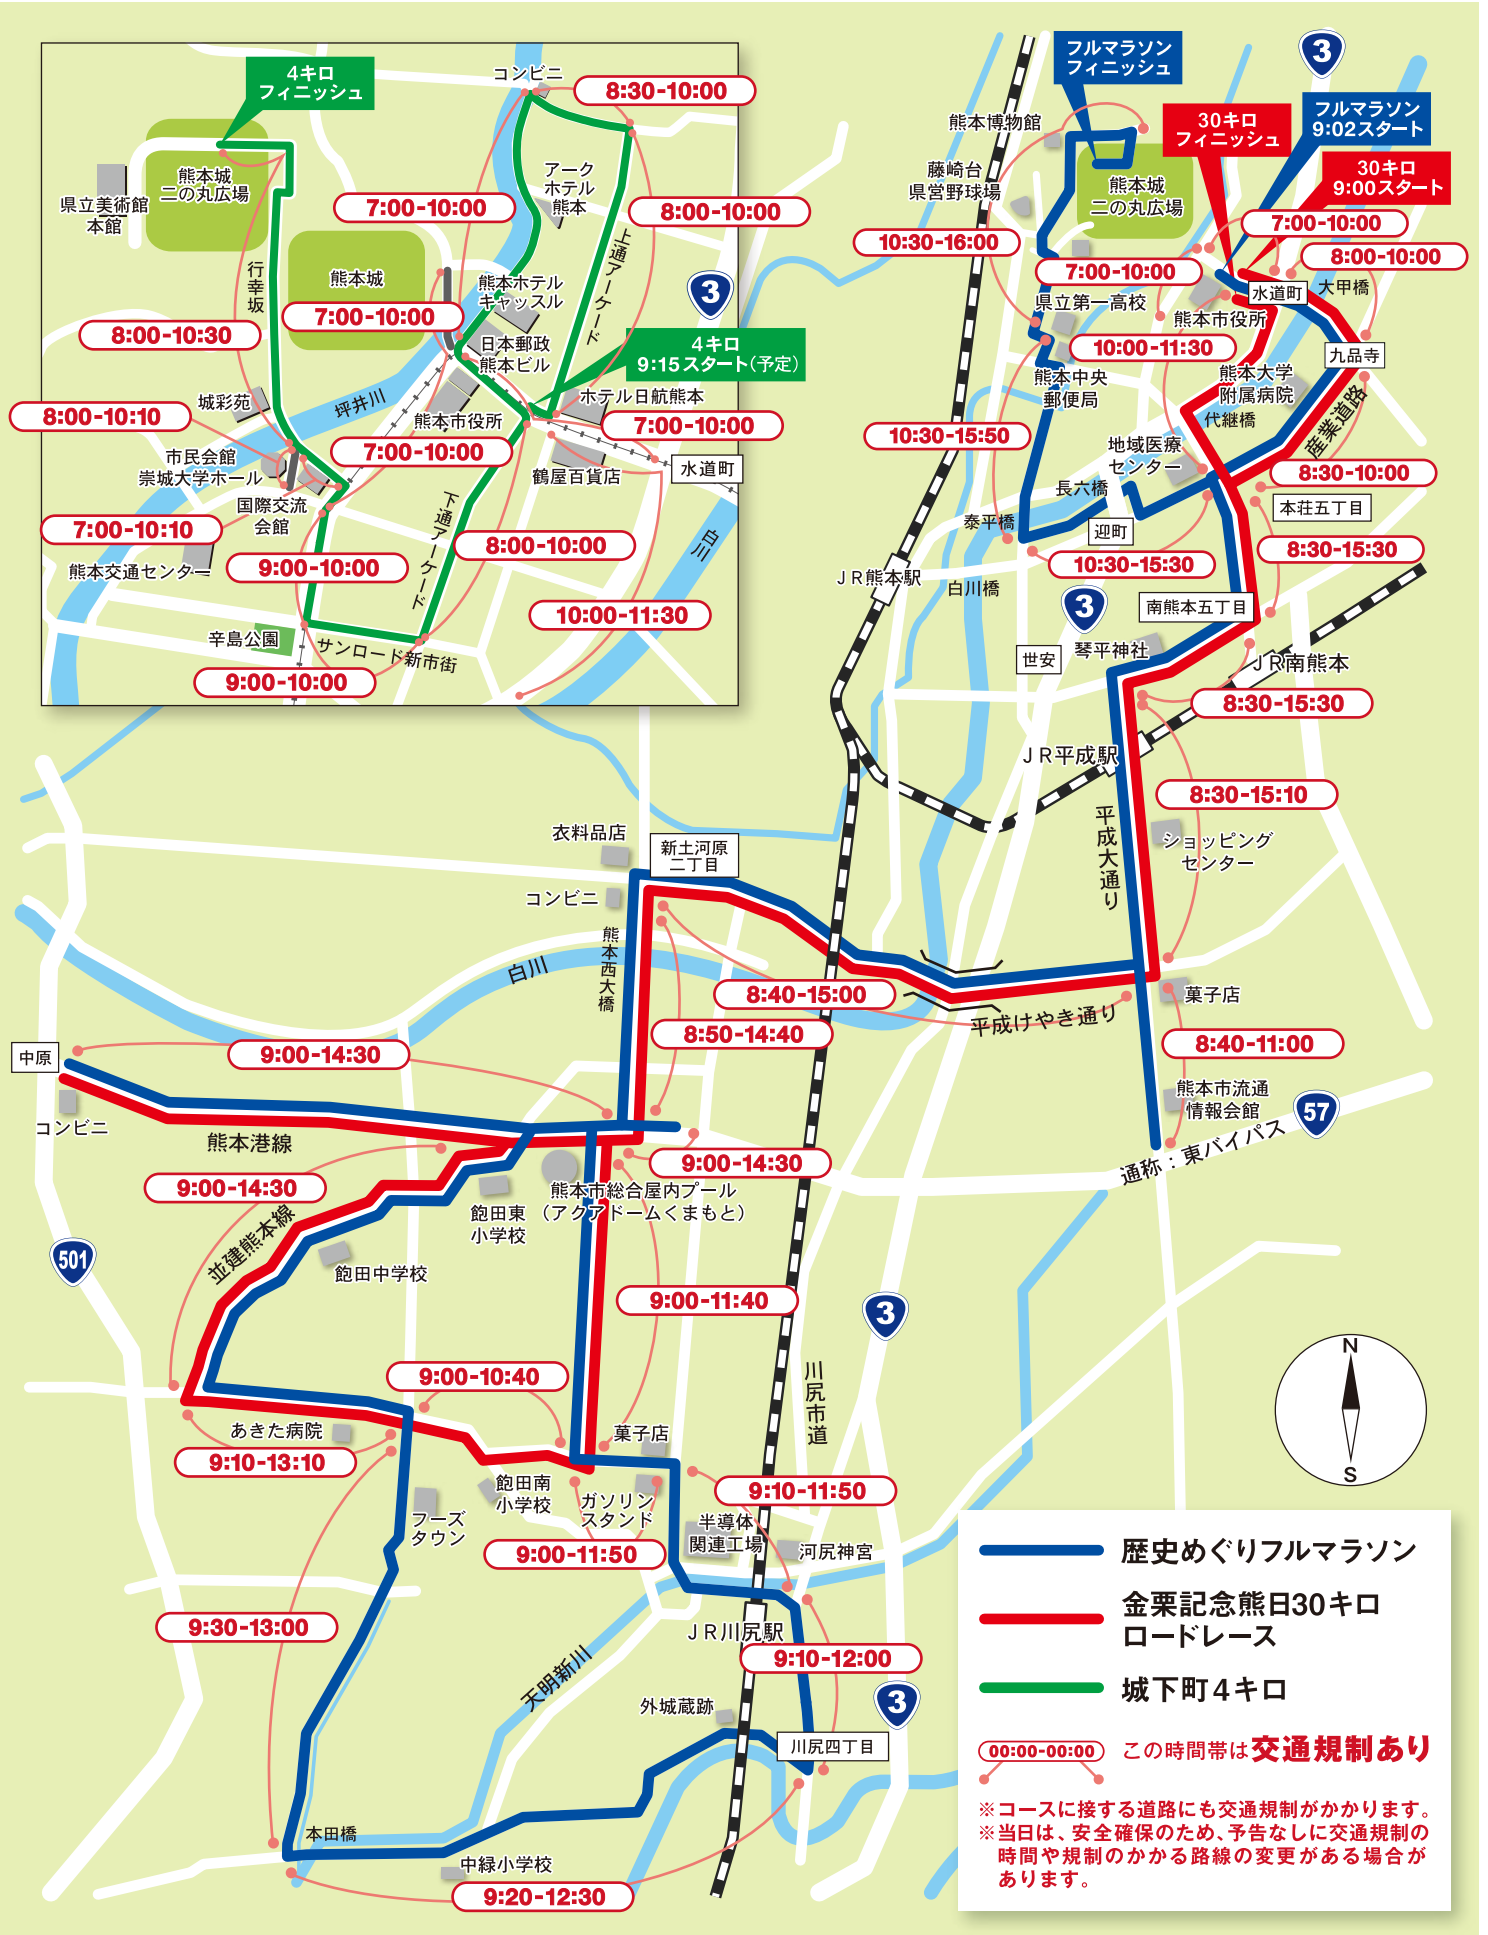 4キロ
フィニッシュ
コンビニ
8:30-10:00
熊本城
二の丸広場
県立美術館
本館
アーク
ホテル
熊本
7:00-10:00
8:00-10:00
上通アーケード
行幸坂
熊本城
7:00-10:00
熊本ホテル
キャッスル
3
8:00-10:30
日本郵政
熊本ビル
4キロ
9:15スタート(予定)
坪井川
城彩苑
熊本市役所
ホテル日航熊本
8:00-10:10
7:00-10:00
7:00-10:00
市民会館
崇城大学ホール
鶴屋百貨店
水道町
国際交流
会館
下通アーケード
7:00-10:10
8:00-10:00
白川
熊本交通センター
9:00-10:00
10:00-11:30
辛島公園
サンロード新市街
9:00-10:00
フルマラソン
フィニッシュ
3
熊本博物館
30キロ
フィニッシュ
フルマラソン
9:02スタート
藤崎台
県営野球場
熊本城
二の丸広場
30キロ
9:00スタート
7:00-10:00
10:30-16:00
8:00-10:00
7:00-10:00
水道町
大甲橋
県立第一高校
熊本市役所
10:00-11:30
九品寺
熊本中央
郵便局
熊本大学
附属病院
産業道路
代継橋
10:30-15:50
地域医療
センター
8:30-10:00
長六橋
本荘五丁目
泰平橋
迎町
8:30-15:30
10:30-15:30
JR熊本駅
白川橋
3
南熊本五丁目
世安
琴平神社
JR南熊本
8:30-15:30
JR平成駅
8:30-15:10
平成大通り
ショッピング
センター
衣料品店
新土河原
二丁目
コンビニ
熊本西大橋
白川
8:40-15:00
菓子店
平成けやき通り
8:50-14:40
8:40-11:00
中原
9:00-14:30
コンビニ
熊本港線
熊本市流通
情報会館
57
通称：東バイパス
9:00-14:30
9:00-14:30
熊本市総合屋内プール
（アクアドームくまもと）
飽田東
小学校
並建熊本線
501
飽田中学校
9:00-11:40
3
9:00-10:40
川尻市道
N
S
あきた病院
菓子店
9:10-13:10
飽田南
小学校
ガソリン
スタンド
9:10-11:50
フーズ
タウン
半導体
関連工場
河尻神宮
9:00-11:50
9:30-13:00
JR川尻駅
9:10-12:00
天明新川
外城蔵跡
3
川尻四丁目
本田橋
中緑小学校
9:20-12:30
歴史めぐりフルマラソン
金栗記念熊日30キロ
ロードレース
城下町4キロ
00:00-00:00 この時間帯は交通規制あり
※コースに接する道路にも交通規制がかかります。
※当日は、安全確保のため、予告なしに交通規制の
時間や規制のかかる路線の変更がある場合が
あります。